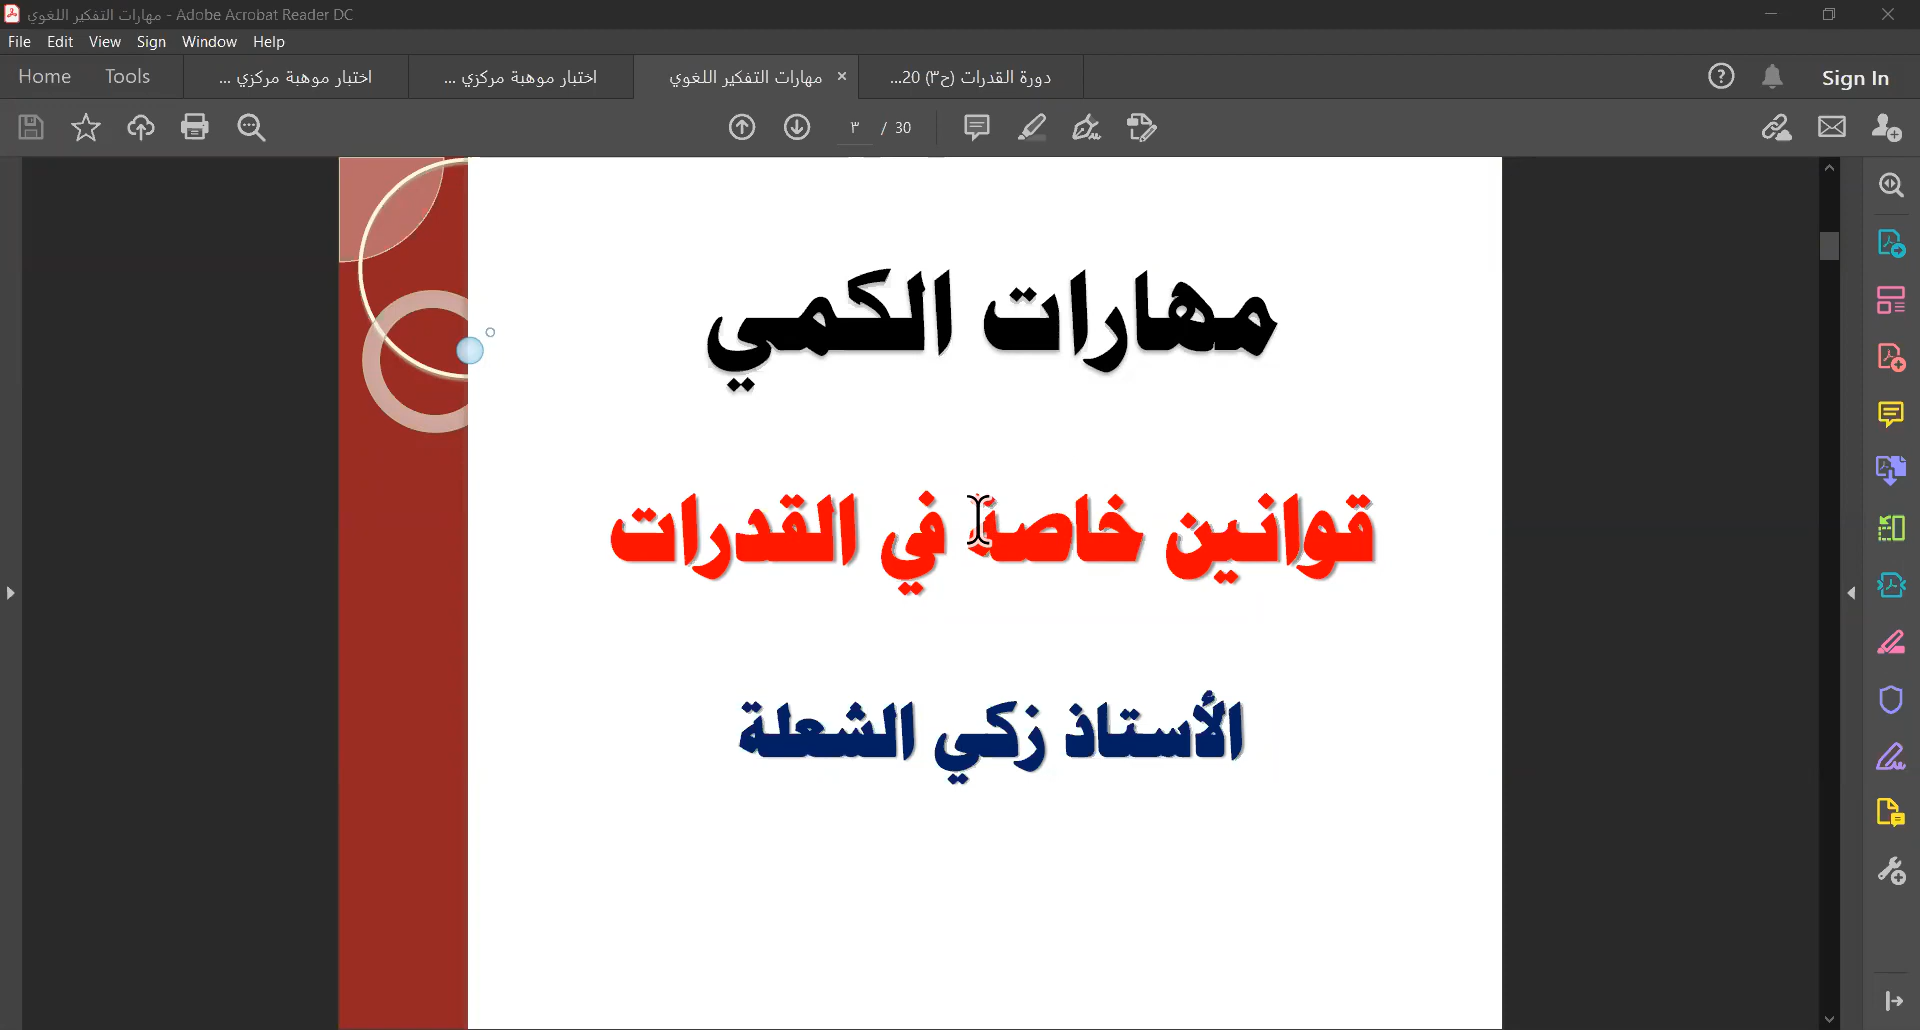 مهارات التفكير اللغوي - Adobe Acrobat Reader DC
File Edit View Sign Window Help
Home Tools اختبار موهبة مركزي ... اختبار موهبة مركزي ... مهارات التفكير اللغوي × دورة القدرات (ح٣) 20...
Sign In
٣ / 30
مهارات الكمي
قوانين خاصة في القدرات
الأستاذ زكي الشعلة